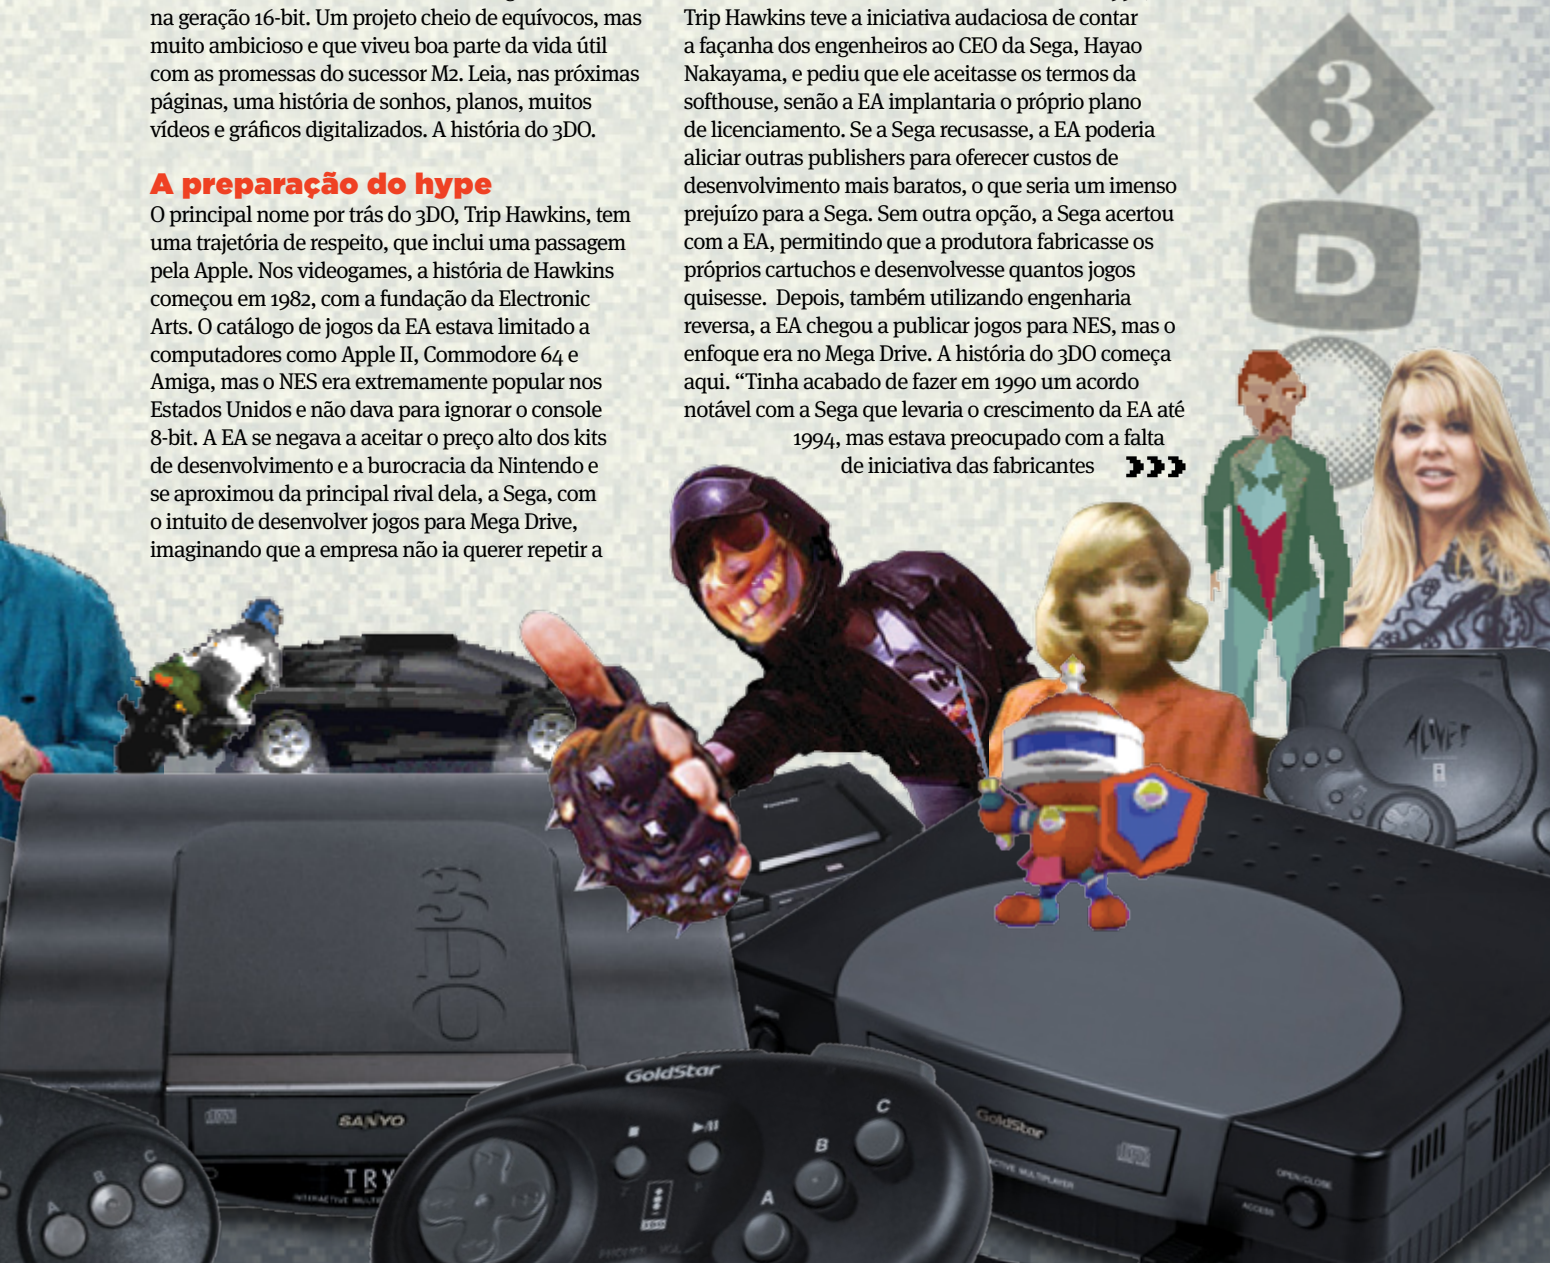 na geração 16-bit. Um projeto cheio de equívocos, mas
muito ambicioso e que viveu boa parte da vida útil
com as promessas do sucessor M2. Leia, nas próximas
páginas, uma história de sonhos, planos, muitos
vídeos e gráficos digitalizados. A história do 3DO.
A preparação do hype
O principal nome por trás do 3DO, Trip Hawkins, tem
uma trajetória de respeito, que inclui uma passagem
pela Apple. Nos videogames, a história de Hawkins
começou em 1982, com a fundação da Electronic
Arts. O catálogo de jogos da EA estava limitado a
computadores como Apple II, Commodore 64 e
Amiga, mas o NES era extremamente popular nos
Estados Unidos e não dava para ignorar o console
8-bit. A EA se negava a aceitar o preço alto dos kits
de desenvolvimento e a burocracia da Nintendo e
se aproximou da principal rival dela, a Sega, com
o intuito de desenvolver jogos para Mega Drive,
imaginando que a empresa não ia querer repetir a
Trip Hawkins teve a iniciativa audaciosa de contar
a façanha dos engenheiros ao CEO da Sega, Hayao
Nakayama, e pediu que ele aceitasse os termos da
softhouse, senão a EA implantaria o próprio plano
de licenciamento. Se a Sega recusasse, a EA poderia
aliciar outras publishers para oferecer custos de
desenvolvimento mais baratos, o que seria um imenso
prejuízo para a Sega. Sem outra opção, a Sega acertou
com a EA, permitindo que a produtora fabricasse os
próprios cartuchos e desenvolvesse quantos jogos
quisesse.  Depois, também utilizando engenharia
reversa, a EA chegou a publicar jogos para NES, mas o
enfoque era no Mega Drive. A história do 3DO começa
aqui. “Tinha acabado de fazer em 1990 um acordo
notável com a Sega que levaria o crescimento da EA até
1994, mas estava preocupado com a falta
de iniciativa das fabricantes
3
D
O
ALIVE
Panasonic
3DO
POWER
SANYO
TRY
GoldStar
A
B
C
3DO
A
B
C
GoldStar
ACTIVE MULTIPLAYER
OPEN/CLOSE
ACCESS